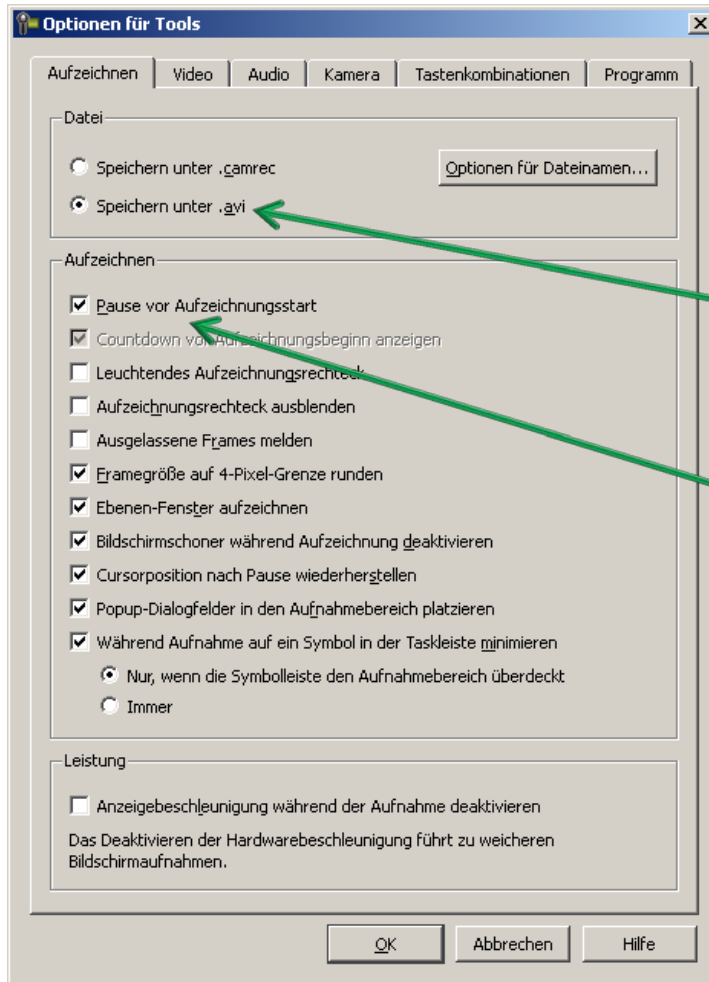 Optionen für Tools
Aufzeichnen Video Audio Kamera Tastenkombinationen Programm
Datei
Speichern unter .camrec Optionen für Dateinamen...
Speichern unter .avi
Aufzeichnen
Pause vor Aufzeichnungsstart
Countdown vor Aufzeichnungsbeginn anzeigen
Leuchtendes Aufzeichnungsrechteck
Aufzeichnungsrechteck ausblenden
Ausgelassene Frames melden
Framegröße auf 4-Pixel-Grenze runden
Ebenen-Fenster aufzeichnen
Bildschirmschoner während Aufzeichnung deaktivieren
Cursorposition nach Pause wiederherstellen
Popup-Dialogfelder in den Aufnahmebereich platzieren
Während Aufnahme auf ein Symbol in der Taskleiste minimieren
Nur, wenn die Symbolleiste den Aufnahmebereich überdeckt
Immer
Leistung
Anzeigebeschleunigung während der Aufnahme deaktivieren
Das Deaktivieren der Hardwarebeschleunigung führt zu weicheren
Bildschirmaufnahmen.
OK Abbrechen Hilfe